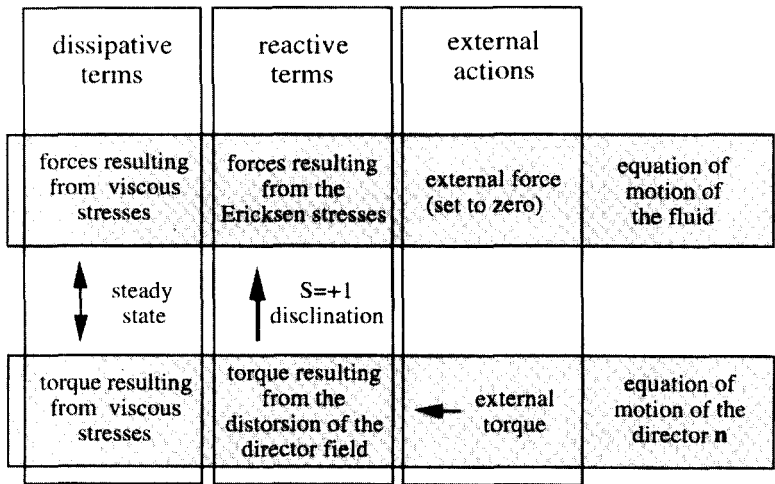 dissipative
terms
reactive
terms
external
actions
forces resulting
from viscous
stresses
forces resulting
from the
Ericksen stresses
external force
(set to zero)
equation of
motion of
the fluid
steady
state
S=+1
disclination
torque resulting
from viscous
stresses
torque resulting
from the
distorsion of the
director field
external
torque
equation of
motion of the
director n